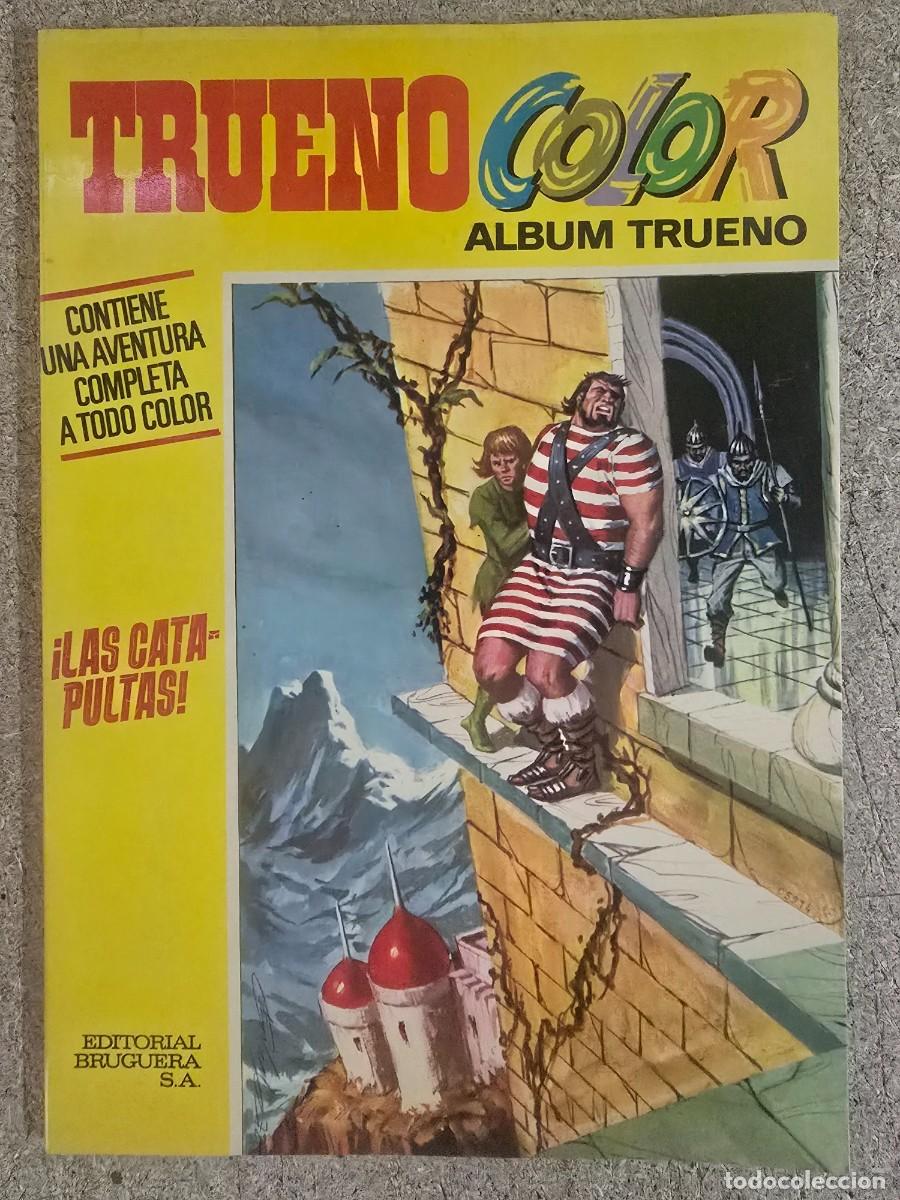 TRUENO COLOR
ALBUM TRUENO
CONTIENE
UNA AVENTURA
COMPLETA
A TODO COLOR
¡LAS CATA-
PULTAS!
EDITORIAL
BRUGUERA
S.A.
todocoleccion